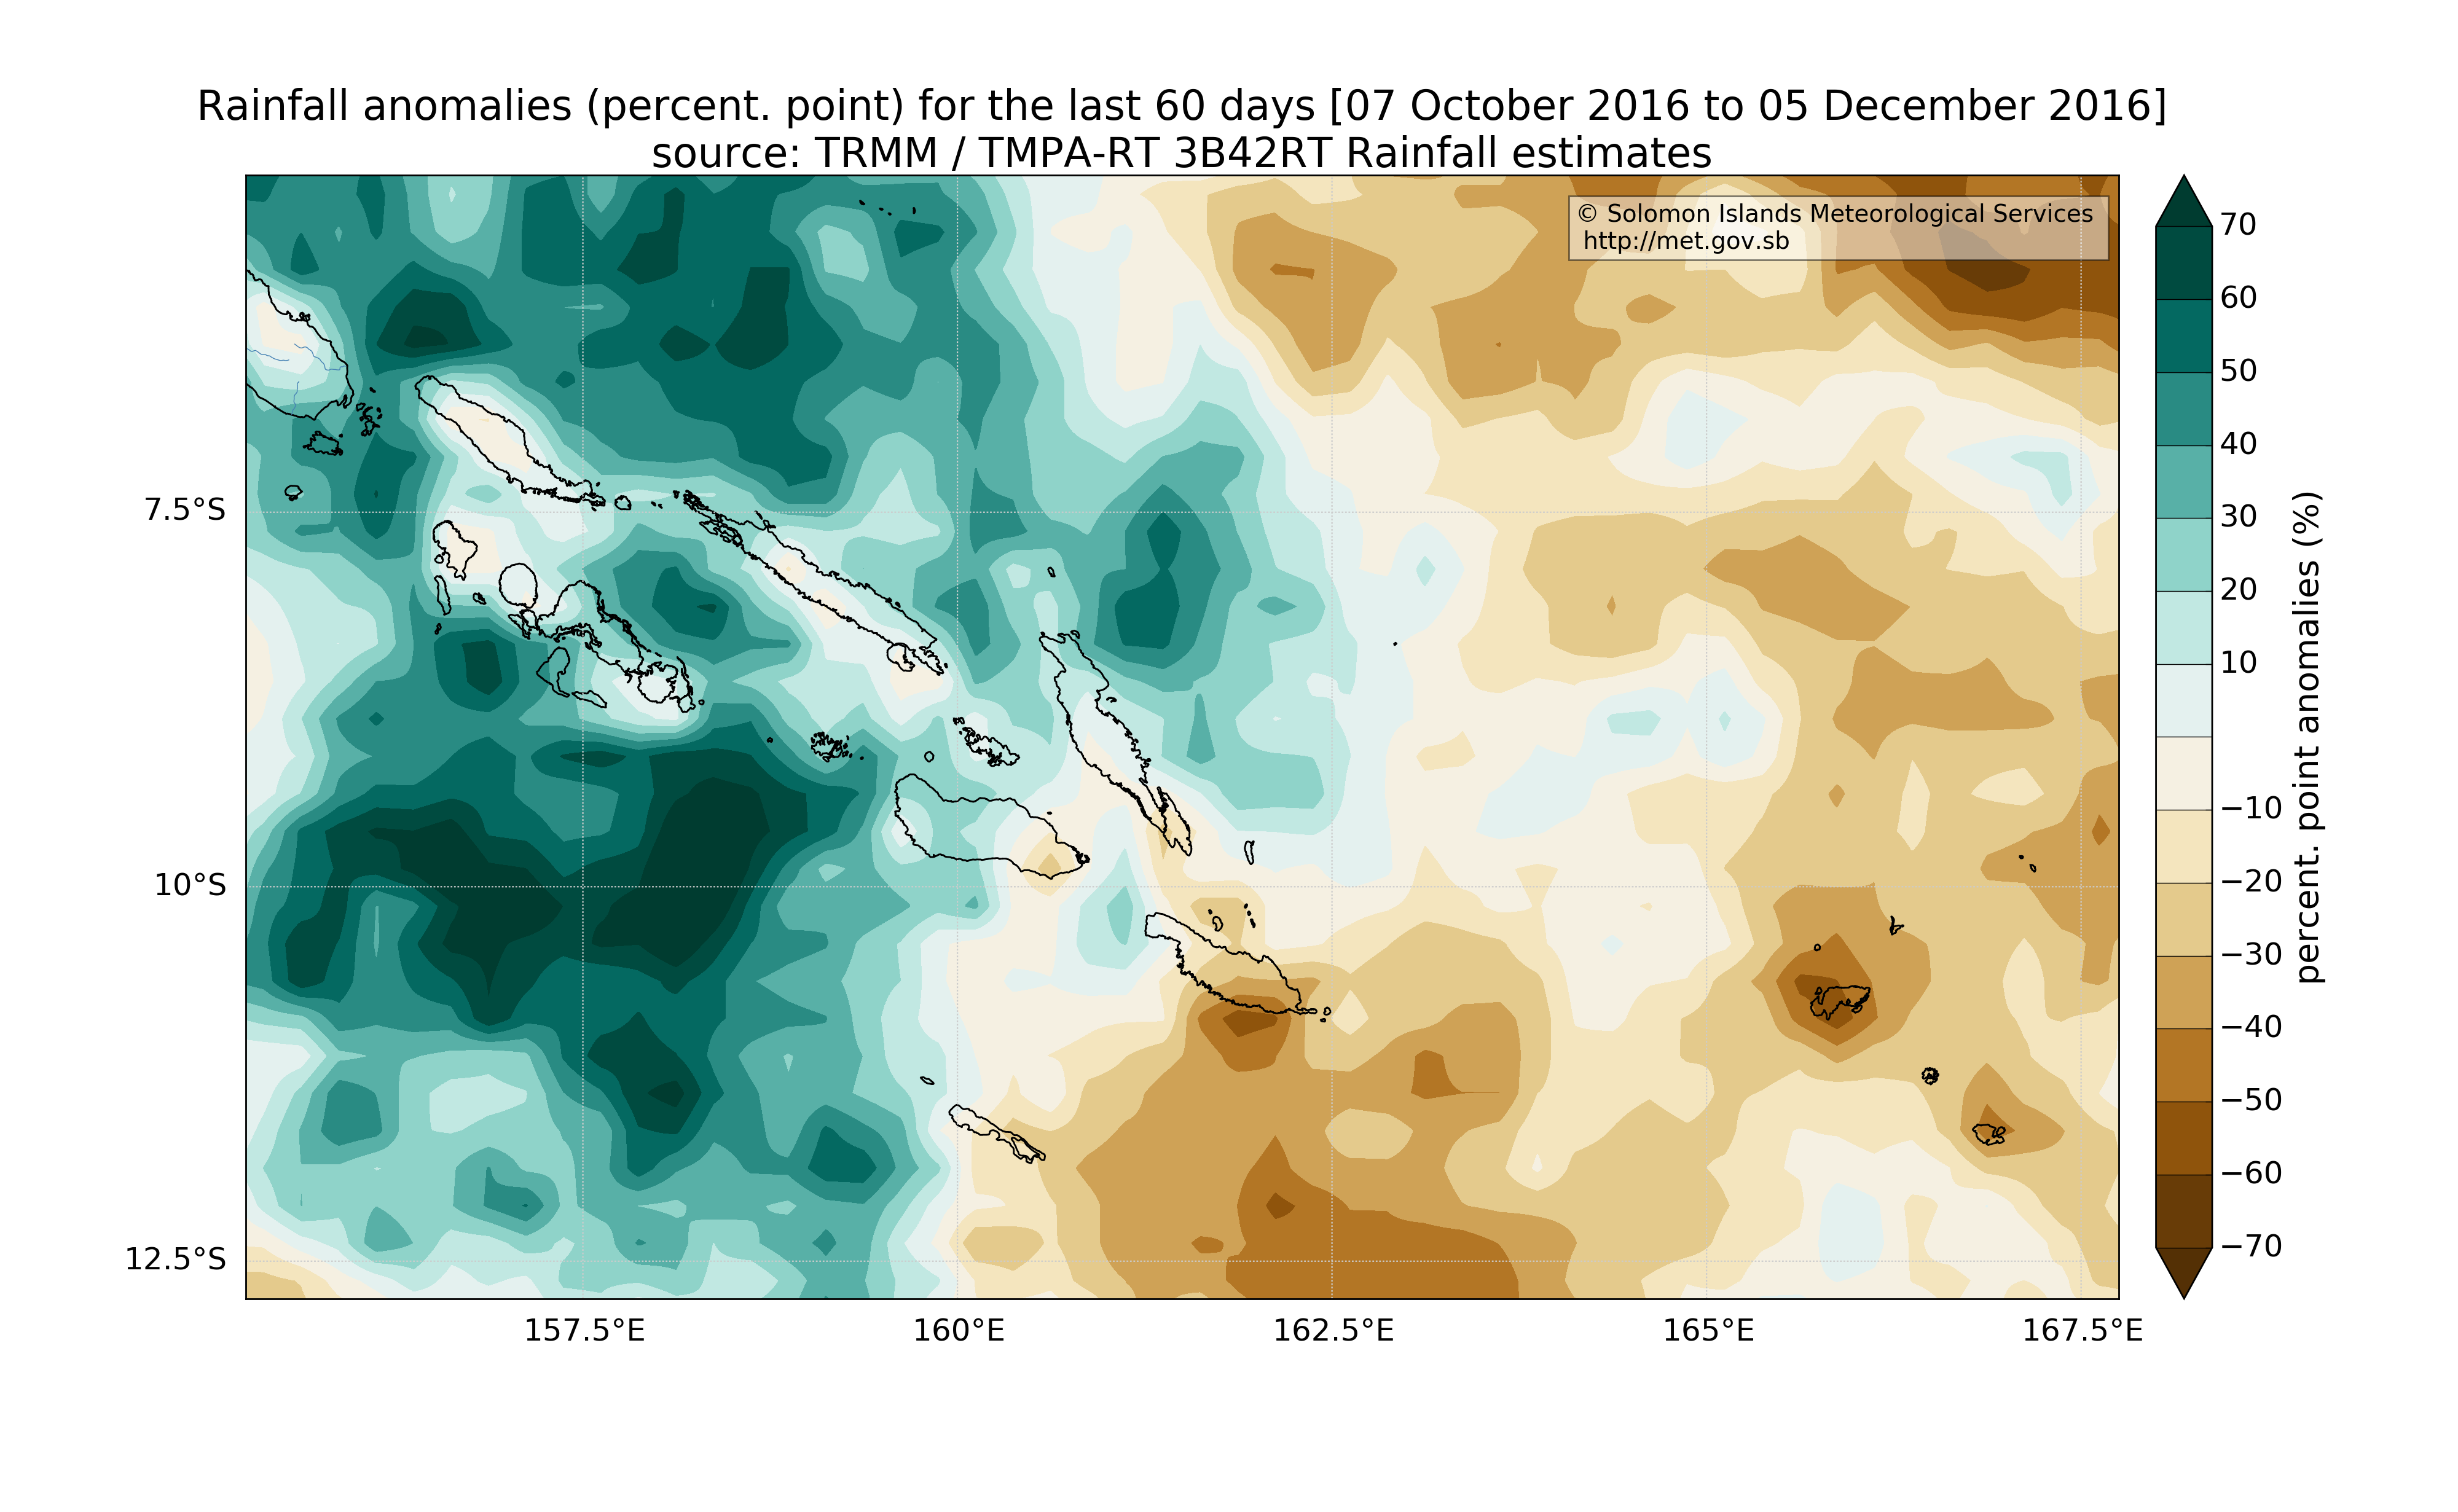 Rainfall anomalies (percent. point) for the last 60 days [07 October 2016 to 05 December 2016]
source: TRMM / TMPA-RT 3B42RT Rainfall estimates
© Solomon Islands Meteorological Services
http://met.gov.sb
7.5°S
10°S
12.5°S
157.5°E
160°E
162.5°E
165°E
167.5°E
70
60
50
40
30
20
10
−10
−20
−30
−40
−50
−60
−70
percent. point anomalies (%)